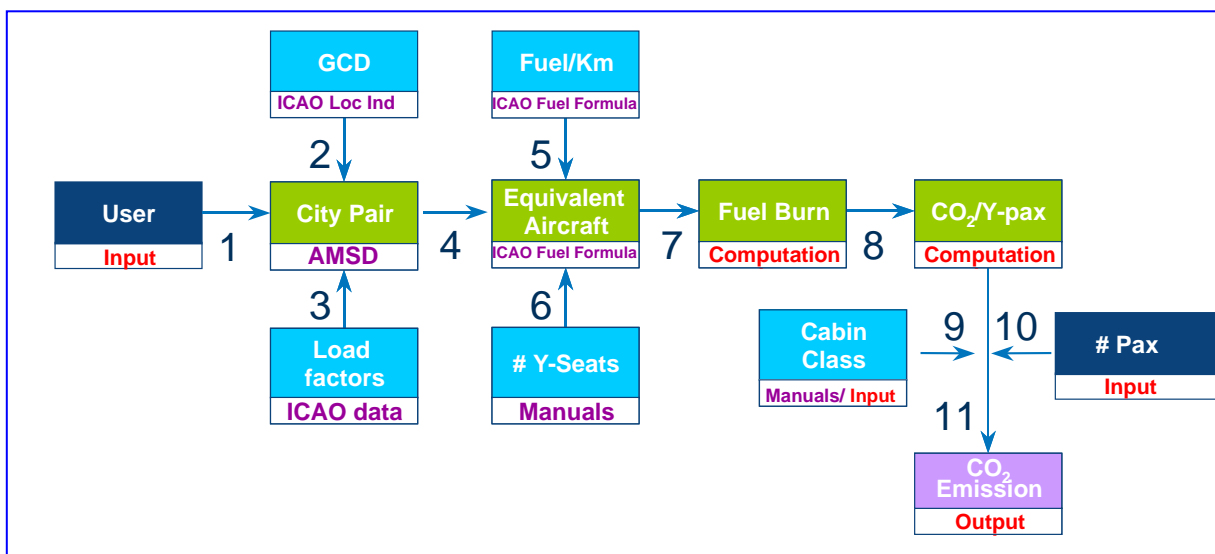 GCD
ICAO Loc Ind
Fuel/Km
ICAO Fuel Formula
2
5
User
Input
1
City Pair
AMSD
4
Equivalent
Aircraft
ICAO Fuel Formula
7
Fuel Burn
Computation
8
CO₂/Y-pax
Computation
3
6
Load
factors
ICAO data
# Y-Seats
Manuals
Cabin
Class
Manuals/ Input
9
10
# Pax
Input
11
CO₂
Emission
Output